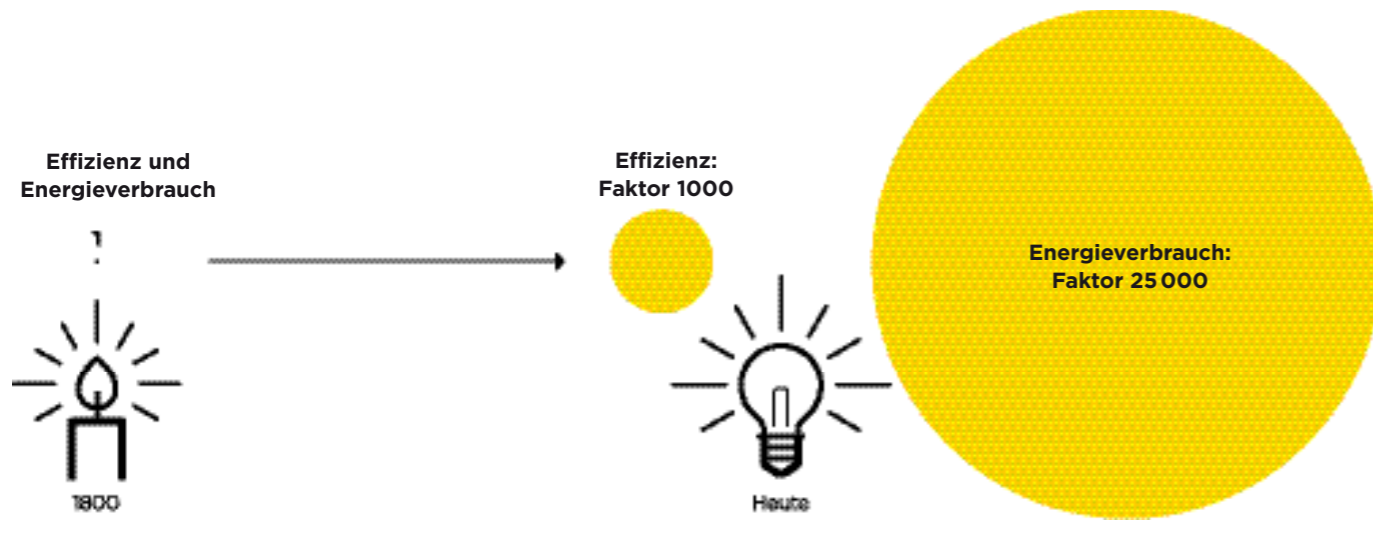 Effizienz und
Energieverbrauch
1
1800
Effizienz:
Faktor 1000
Heute
Energieverbrauch:
Faktor 25 000